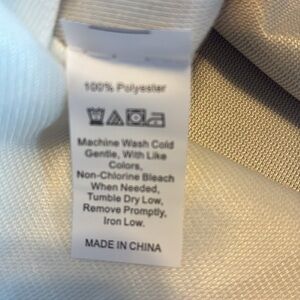 100% Polyester
Machine Wash Cold
Gentle, With Like
Colors,
Non-Chlorine Bleach
When Needed,
Tumble Dry Low,
Remove Promptly,
Iron Low.
MADE IN CHINA